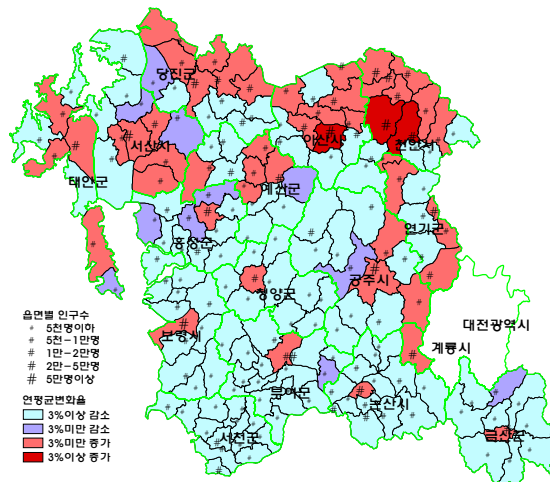 당진군
서산시
아산시
천안시
태안군
예산군
홍성군
연기군
공주시
청양군
대전광역시
보령시
계룡시
부여군
논산시
서천군
금산군
읍면별 인구수
# 5천명이하
# 5천-1만명
# 1만-2만명
# 2만-5만명
# 5만명이상
연평균변화율
3%이상 감소
3%미만 감소
3%미만 증가
3%이상 증가